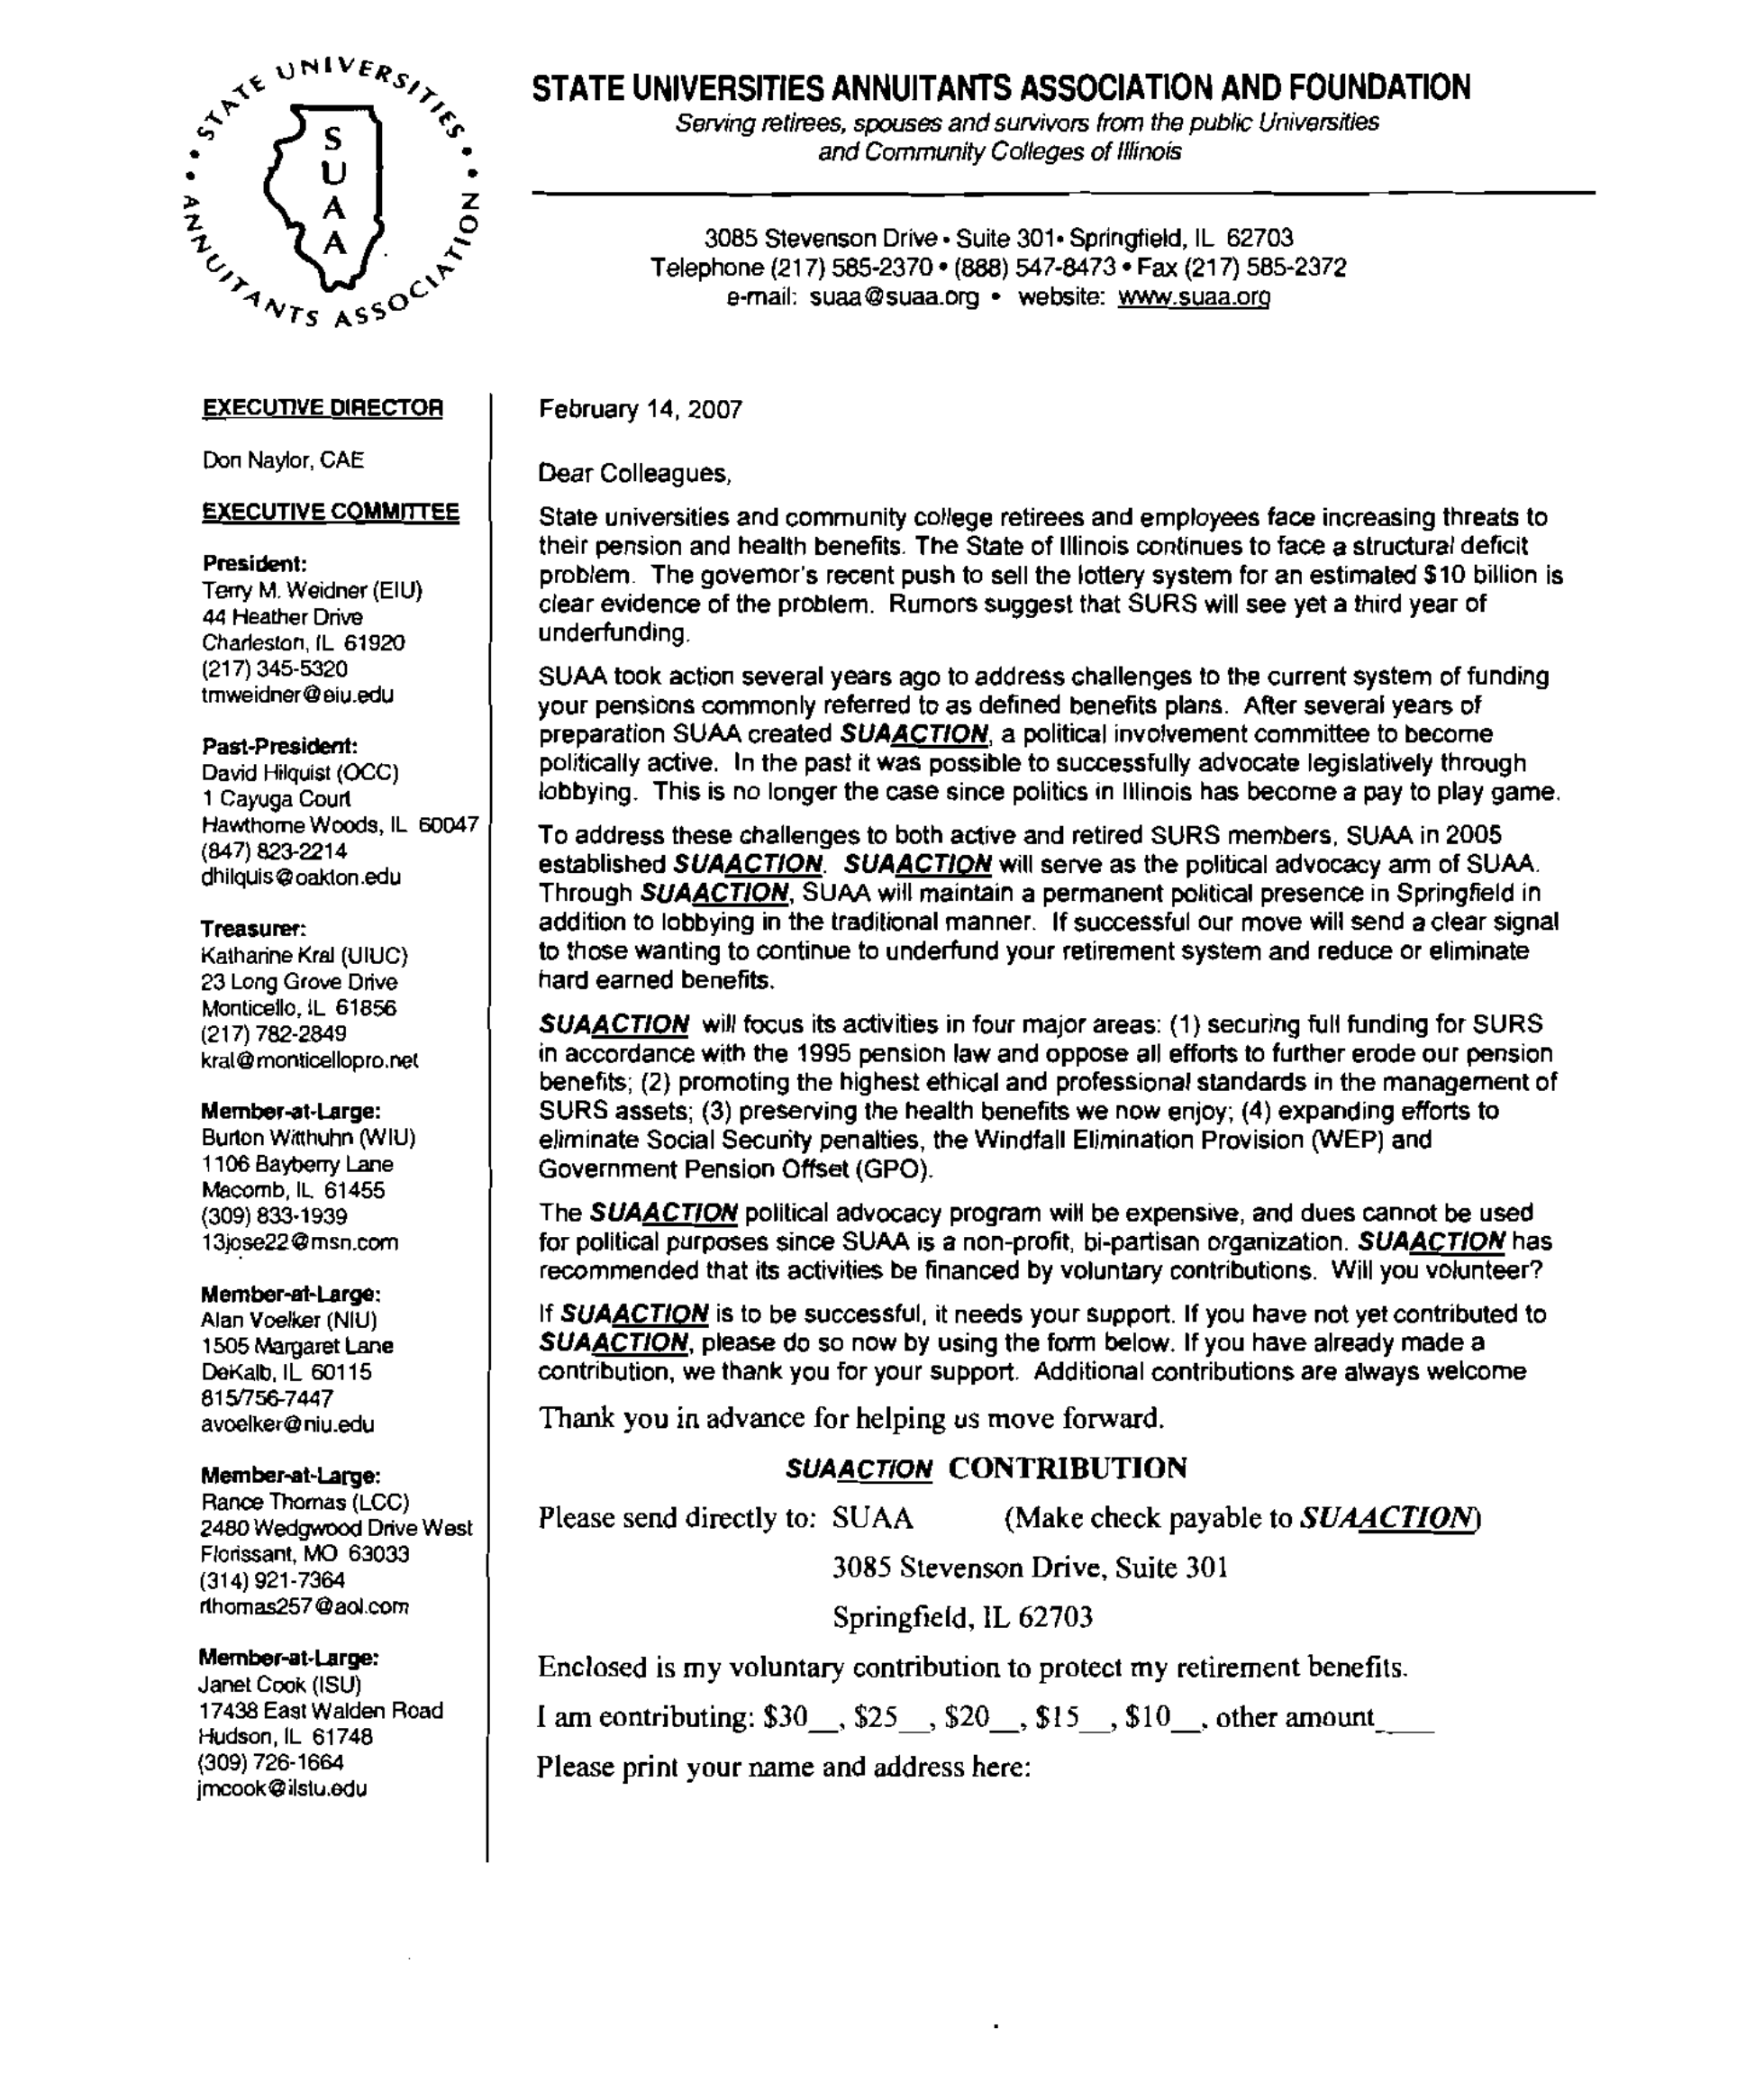 STATE UNIVERSITIES
ANNUITANTS ASSOCIATION
S
U
A
A
STATE UNIVERSITIES ANNUITANTS ASSOCIATION AND FOUNDATION
Serving retirees, spouses and survivors from the public Universities
and Community Colleges of Illinois
3085 Stevenson Drive • Suite 301 • Springfield, IL 62703
Telephone (217) 585-2370 • (888) 547-8473 • Fax (217) 585-2372
e-mail: suaa@suaa.org • website: www.suaa.org
EXECUTIVE DIRECTOR
Don Naylor, CAE
EXECUTIVE COMMITTEE
President:
Terry M. Weidner (EIU)
44 Heather Drive
Charleston, IL 61920
(217) 345-5320
tmweidner@eiu.edu
Past-President:
David Hilquist (OCC)
1 Cayuga Court
Hawthorne Woods, IL 60047
(847) 823-2214
dhilquis@oakton.edu
Treasurer:
Katharine Kral (UIUC)
23 Long Grove Drive
Monticello, IL 61856
(217) 782-2849
kral@monticellopro.net
Member-at-Large:
Burton Witthuhn (WIU)
1106 Bayberry Lane
Macomb, IL 61455
(309) 833-1939
13jose22@msn.com
Member-at-Large:
Alan Voelker (NIU)
1505 Margaret Lane
DeKalb, IL 60115
815/756-7447
avoelker@niu.edu
Member-at-Large:
Rance Thomas (LCC)
2480 Wedgwood Drive West
Florissant, MO 63033
(314) 921-7364
rthomas257@aol.com
Member-at-Large:
Janet Cook (ISU)
17438 East Walden Road
Hudson, IL 61748
(309) 726-1664
jmcook@ilstu.edu
February 14, 2007
Dear Colleagues,
State universities and community college retirees and employees face increasing threats to
their pension and health benefits. The State of Illinois continues to face a structural deficit
problem. The governor's recent push to sell the lottery system for an estimated $10 billion is
clear evidence of the problem. Rumors suggest that SURS will see yet a third year of
underfunding.
SUAA took action several years ago to address challenges to the current system of funding
your pensions commonly referred to as defined benefits plans. After several years of
preparation SUAA created SUAACTION, a political involvement committee to become
politically active. In the past it was possible to successfully advocate legislatively through
lobbying. This is no longer the case since politics in Illinois has become a pay to play game.
To address these challenges to both active and retired SURS members, SUAA in 2005
established SUAACTION. SUAACTION will serve as the political advocacy arm of SUAA.
Through SUAACTION, SUAA will maintain a permanent political presence in Springfield in
addition to lobbying in the traditional manner. If successful our move will send a clear signal
to those wanting to continue to underfund your retirement system and reduce or eliminate
hard earned benefits.
SUAACTION will focus its activities in four major areas: (1) securing full funding for SURS
in accordance with the 1995 pension law and oppose all efforts to further erode our pension
benefits; (2) promoting the highest ethical and professional standards in the management of
SURS assets; (3) preserving the health benefits we now enjoy; (4) expanding efforts to
eliminate Social Security penalties, the Windfall Elimination Provision (WEP) and
Government Pension Offset (GPO).
The SUAACTION political advocacy program will be expensive, and dues cannot be used
for political purposes since SUAA is a non-profit, bi-partisan organization. SUAACTION has
recommended that its activities be financed by voluntary contributions. Will you volunteer?
If SUAACTION is to be successful, it needs your support. If you have not yet contributed to
SUAACTION, please do so now by using the form below. If you have already made a
contribution, we thank you for your support. Additional contributions are always welcome
Thank you in advance for helping us move forward.
SUAACTION CONTRIBUTION
Please send directly to: SUAA (Make check payable to SUAACTION)
3085 Stevenson Drive, Suite 301
Springfield, IL 62703
Enclosed is my voluntary contribution to protect my retirement benefits.
I am contributing: $30__, $25__, $20__, $15__, $10__, other amount____
Please print your name and address here: